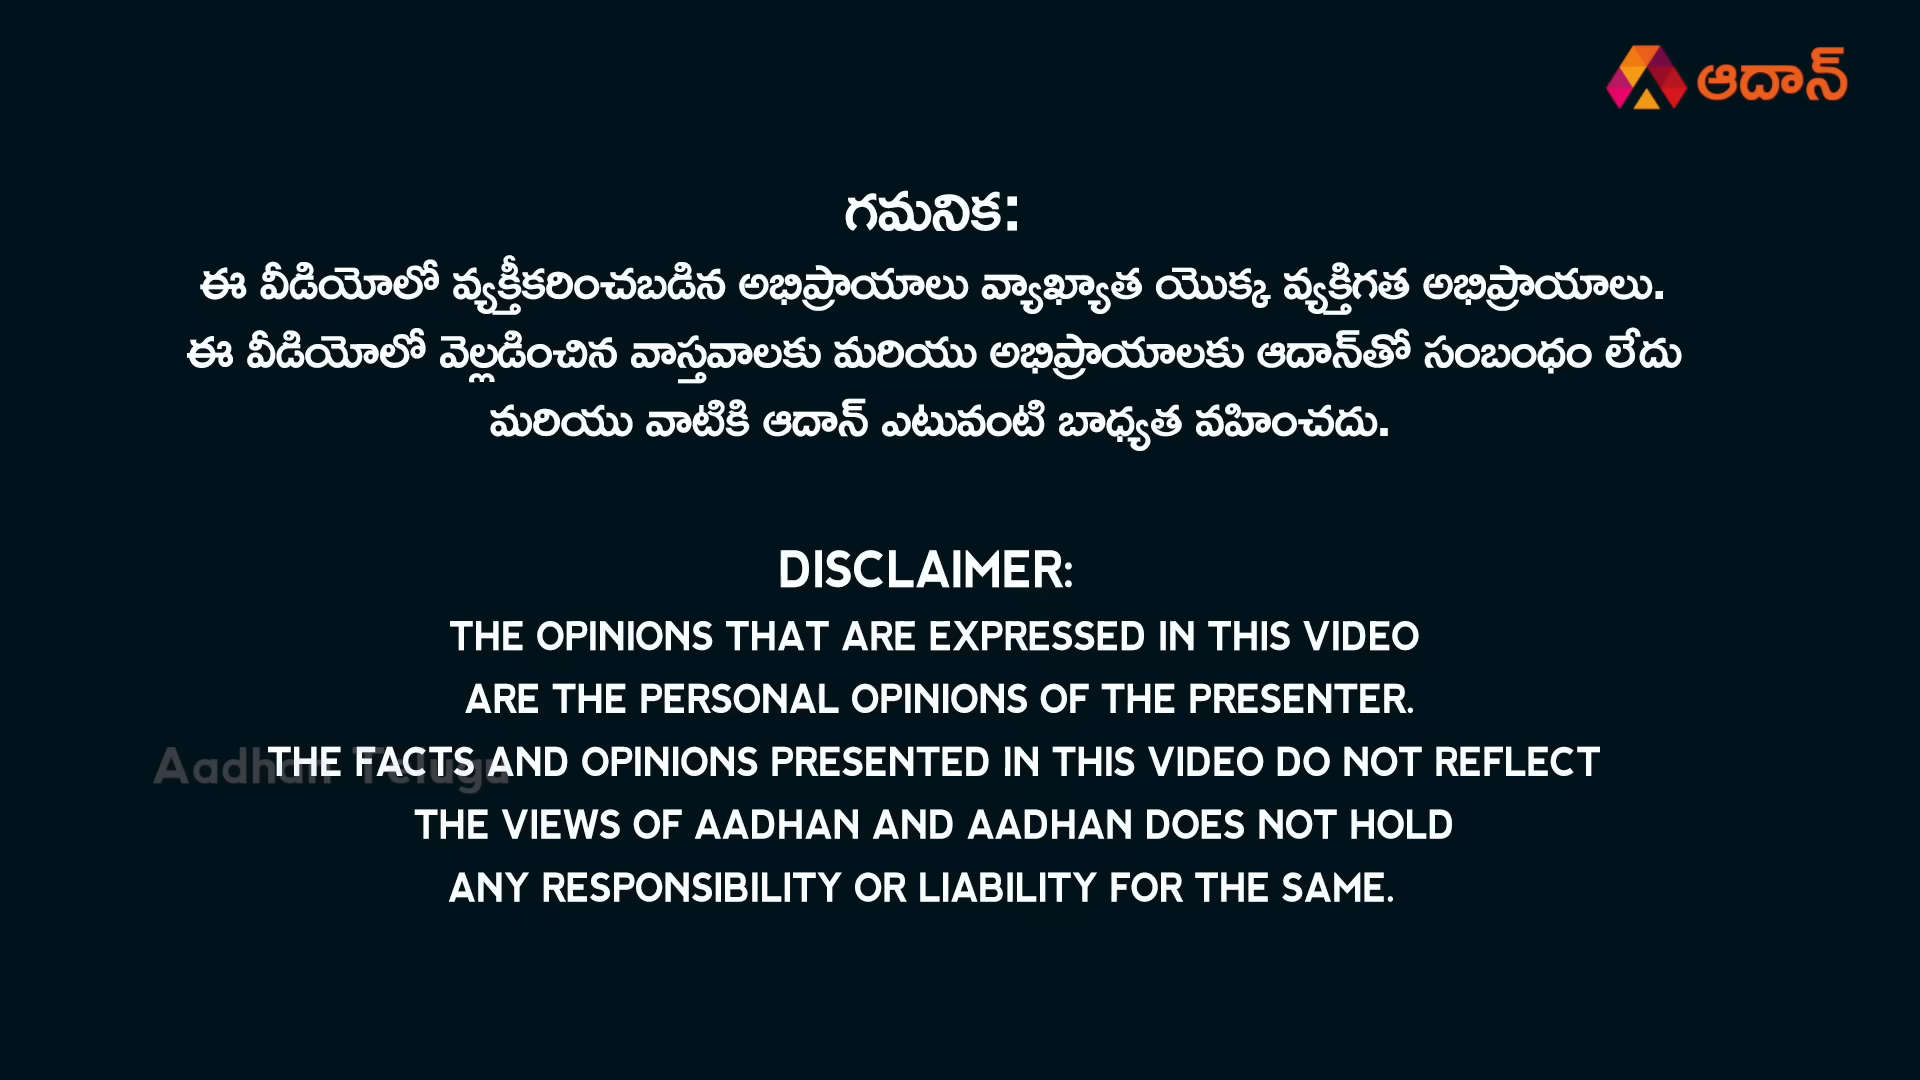 ఆదాన్
గమనిక:
ఈ వీడియోలో వ్యక్తీకరించబడిన అభిప్రాయాలు వ్యాఖ్యాత యొక్క వ్యక్తిగత అభిప్రాయాలు.
ఈ వీడియోలో వెల్లడించిన వాస్తవాలకు మరియు అభిప్రాయాలకు ఆదాన్‌తో సంబంధం లేదు
మరియు వాటికి ఆదాన్ ఎటువంటి బాధ్యత వహించదు.
DISCLAIMER:
THE OPINIONS THAT ARE EXPRESSED IN THIS VIDEO
ARE THE PERSONAL OPINIONS OF THE PRESENTER.
THE FACTS AND OPINIONS PRESENTED IN THIS VIDEO DO NOT REFLECT
Aadhan Telugu
THE VIEWS OF AADHAN AND AADHAN DOES NOT HOLD
ANY RESPONSIBILITY OR LIABILITY FOR THE SAME.